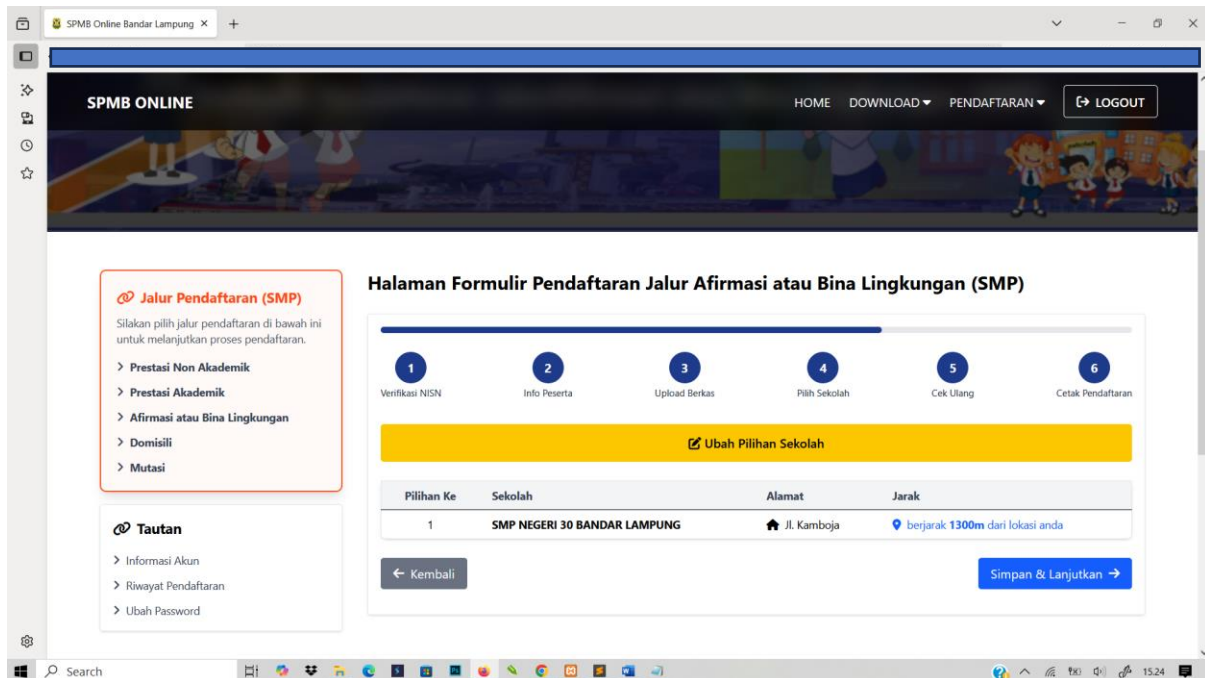 SPMB Online Bandar Lampung
SPMB ONLINE
HOME DOWNLOAD PENDAFTARAN LOGOUT
Jalur Pendaftaran (SMP)
Silakan pilih jalur pendaftaran di bawah ini
untuk melanjutkan proses pendaftaran.
Prestasi Non Akademik
Prestasi Akademik
Afirmasi atau Bina Lingkungan
Domisili
Mutasi
Tautan
Informasi Akun
Riwayat Pendaftaran
Ubah Password
Halaman Formulir Pendaftaran Jalur Afirmasi atau Bina Lingkungan (SMP)
1 2 3 4 5 6
Verifikasi NISN Info Peserta Upload Berkas Pilih Sekolah Cek Ulang Cetak Pendaftaran
Ubah Pilihan Sekolah
Pilihan Ke Sekolah Alamat Jarak
1 SMP NEGERI 30 BANDAR LAMPUNG Jl. Kamboja berjarak 1300m dari lokasi anda
Kembali Simpan & Lanjutkan
Search 15.24